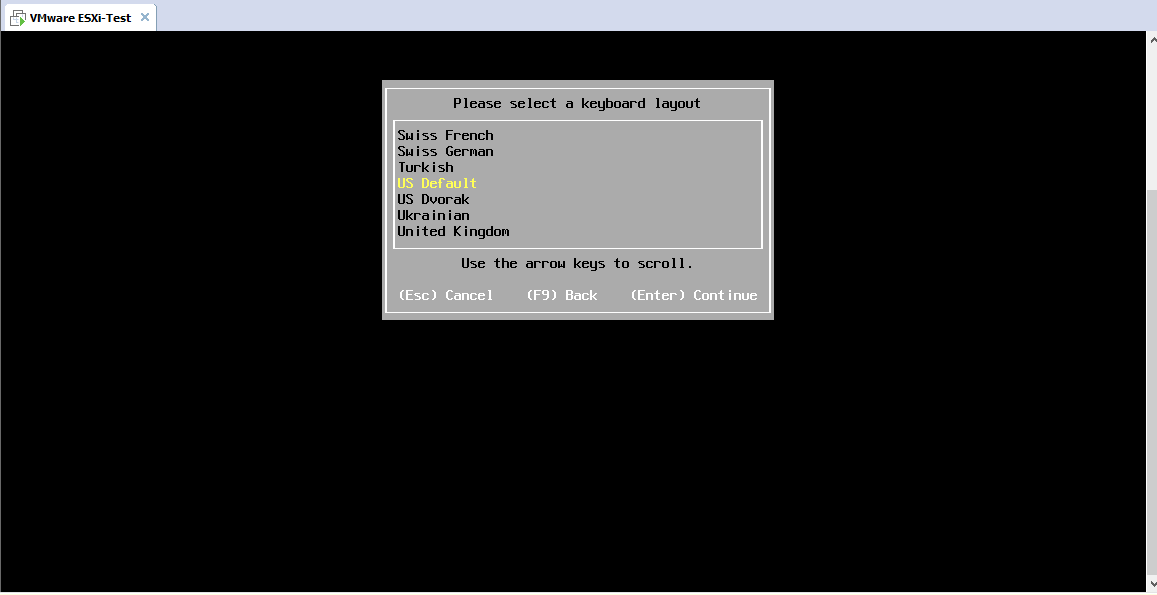 VMware ESXi-Test
Please select a keyboard layout
Swiss French
Swiss German
Turkish
US Default
US Dvorak
Ukrainian
United Kingdom
Use the arrow keys to scroll.
(Esc) Cancel (F9) Back (Enter) Continue